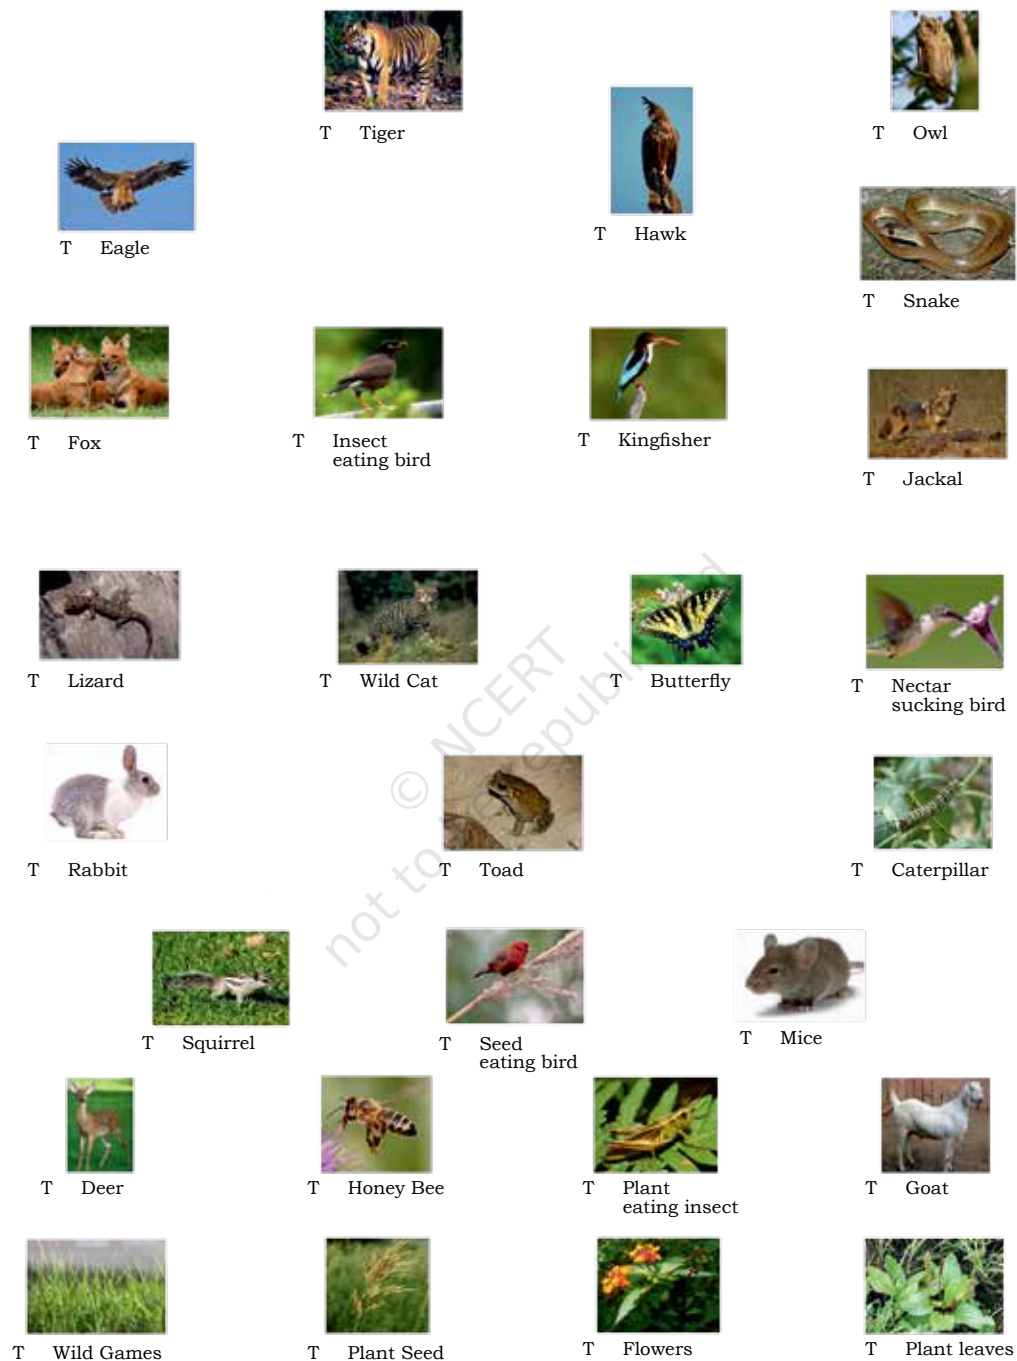 T Tiger
T Owl
T Eagle
T Hawk
T Snake
T Fox
T Insect
eating bird
T Kingfisher
T Jackal
T Lizard
T Wild Cat
T Butterfly
T Nectar
sucking bird
T Rabbit
T Toad
T Caterpillar
T Squirrel
T Seed
eating bird
T Mice
T Deer
T Honey Bee
T Plant
eating insect
T Goat
T Wild Games
T Plant Seed
T Flowers
T Plant leaves
© NCERT
not to